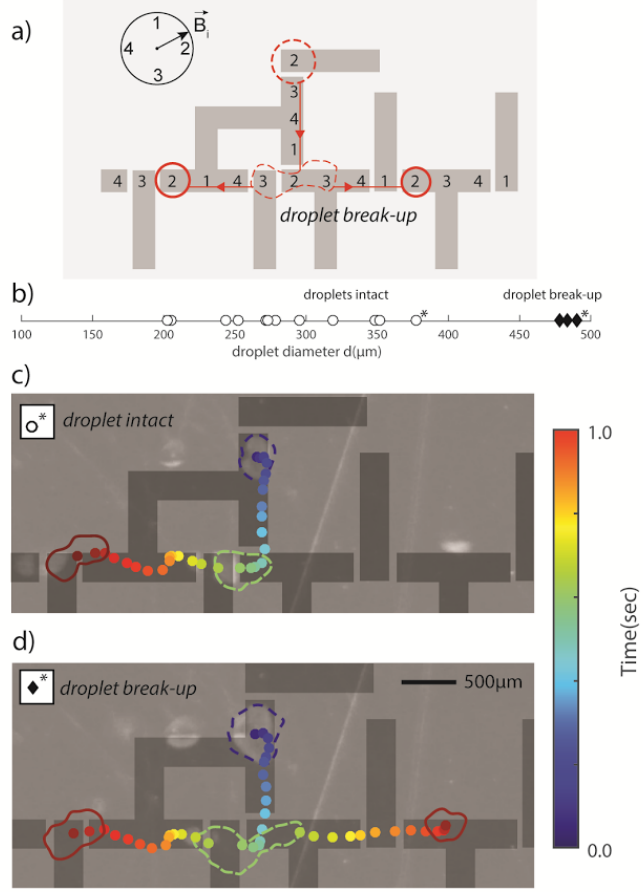 a)
1
B⃗i
4 2
3
2
3
4
1
4 3 2 1 4 3 2 3 4 1 2 3 4 1
droplet break-up
b)
droplets intact droplet break-up
* *
100 150 200 250 300 350 400 450 500
droplet diameter d(μm)
c)
* droplet intact
1.0
d)
* droplet break-up
500μm
Time(sec)
0.0